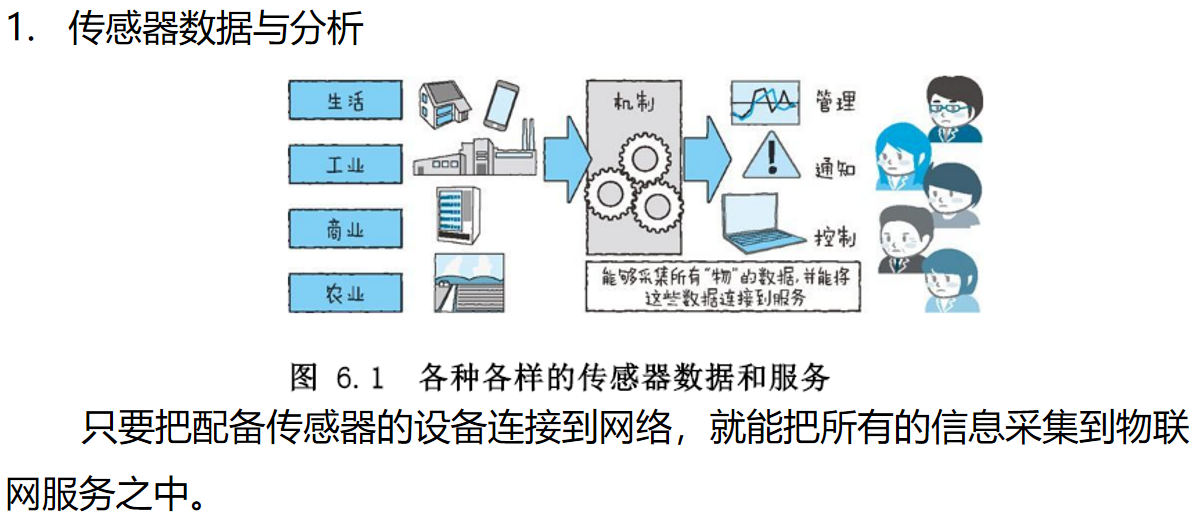 1. 传感器数据与分析
生活
工业
商业
农业
机制
管理
通知
控制
能够采集所有“物”的数据,并能将
这些数据连接到服务
图 6.1 各种各样的传感器数据和服务
只要把配备传感器的设备连接到网络，就能把所有的信息采集到物联
网服务之中。